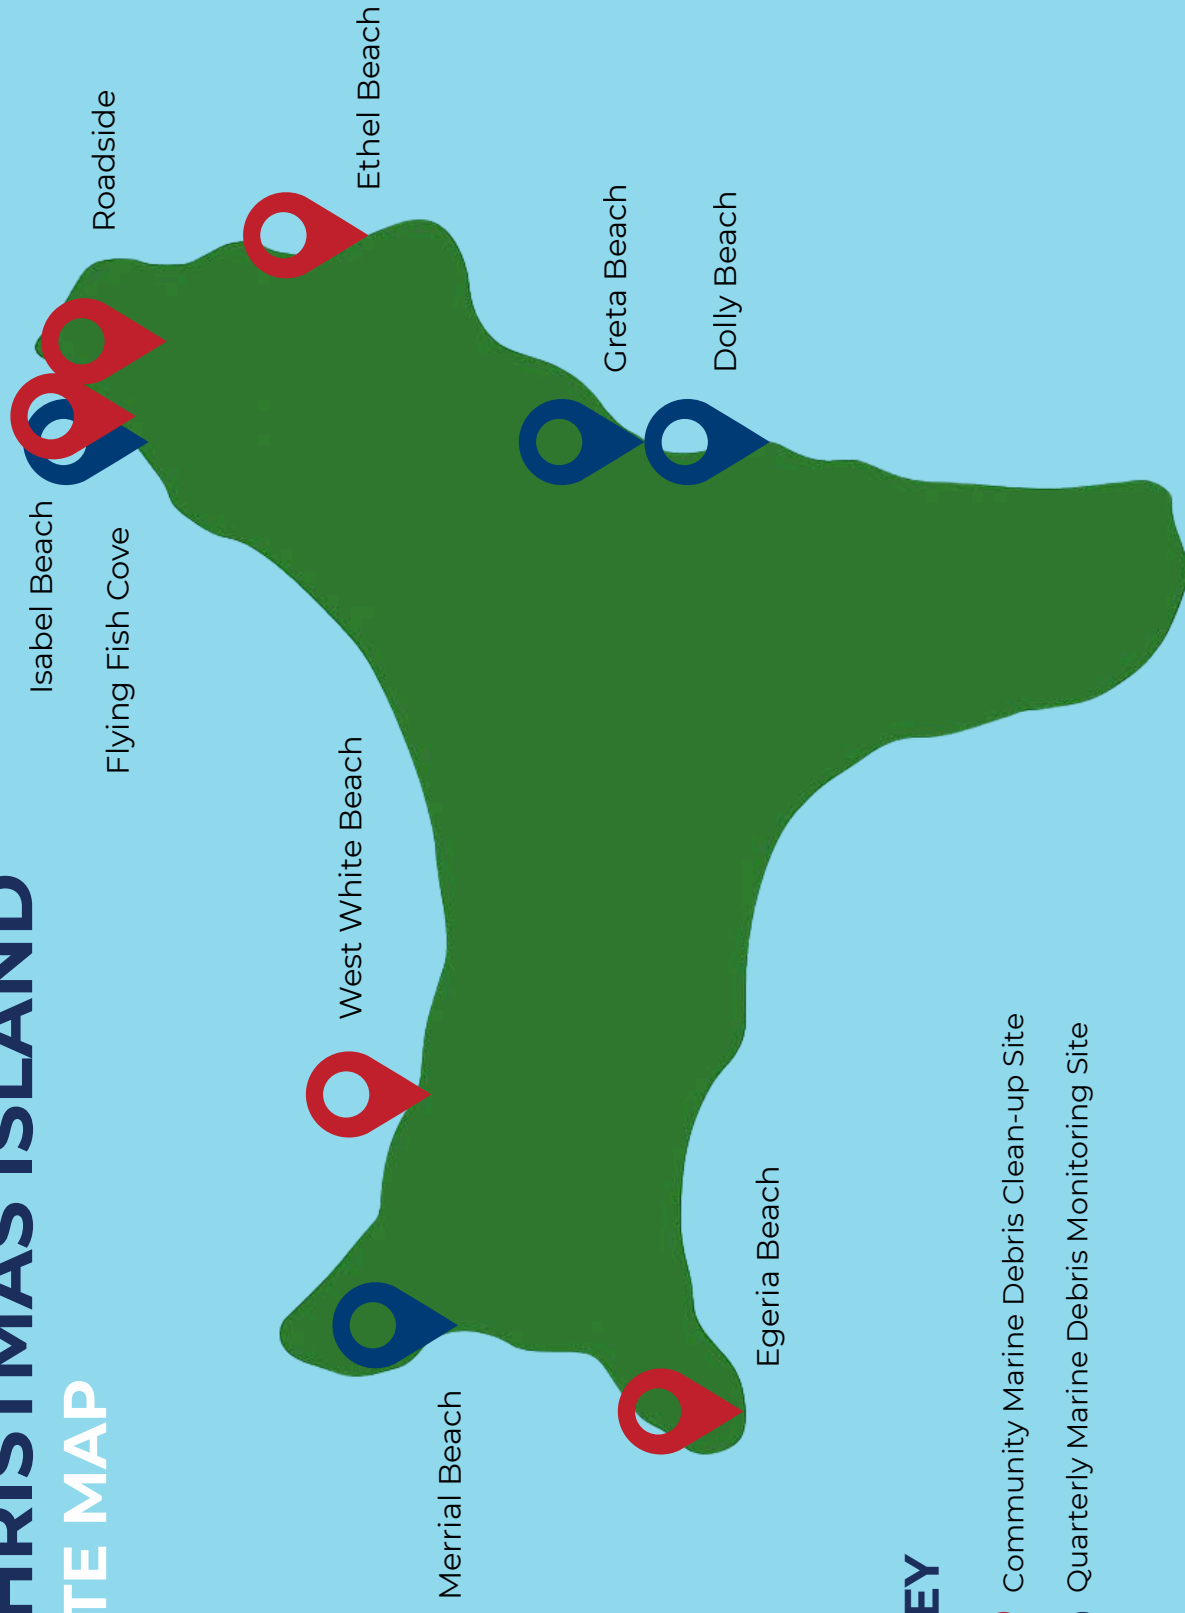 HRISTMAS ISLAND
TE MAP
Isabel Beach
Flying Fish Cove
Roadside
Ethel Beach
West White Beach
Greta Beach
Dolly Beach
Merrial Beach
Egeria Beach
EY
Community Marine Debris Clean-up Site
Quarterly Marine Debris Monitoring Site